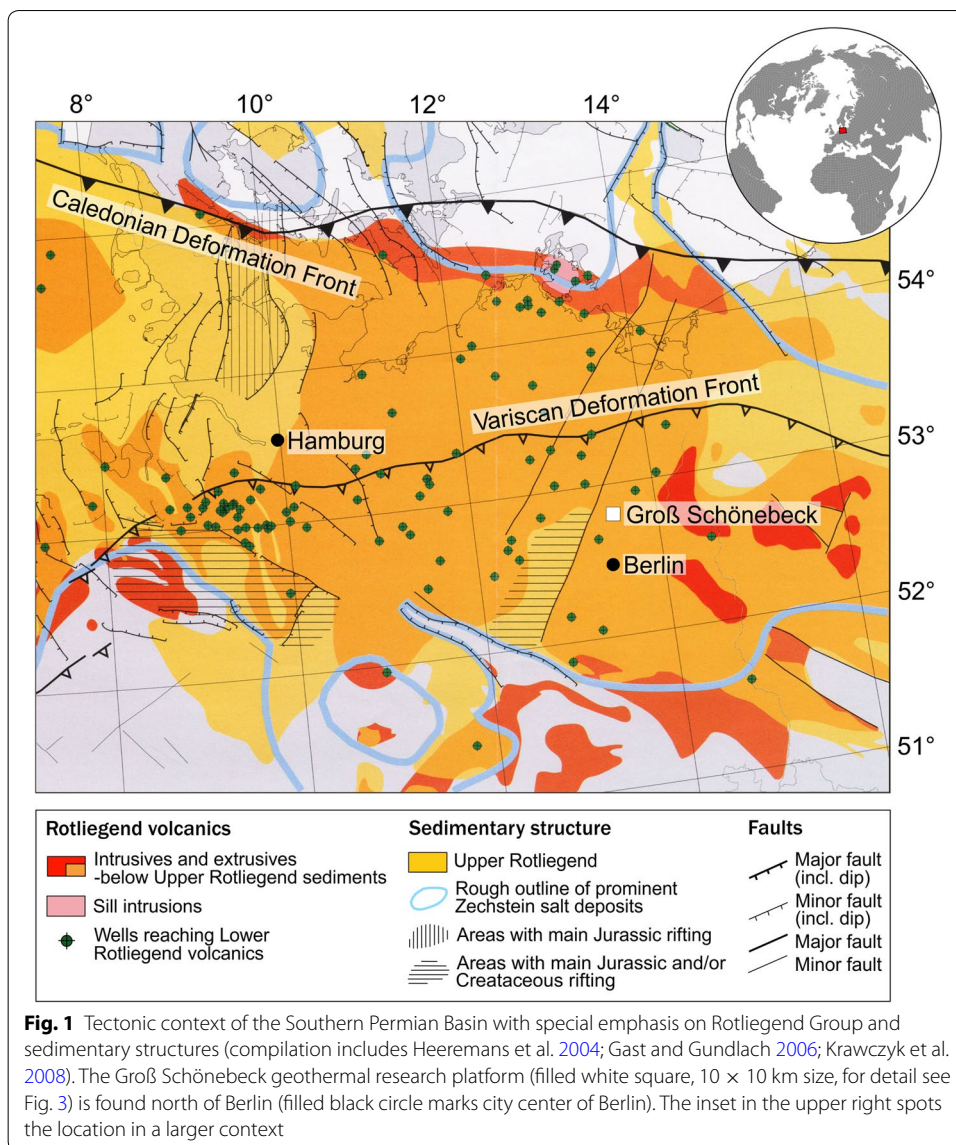 8°
10°
12°
14°
Caledonian Deformation Front
54°
Variscan Deformation Front
53°
Hamburg
Groß Schönebeck
Berlin
52°
51°
Rotliegend volcanics
Intrusives and extrusives
-below Upper Rotliegend sediments
Sill intrusions
Wells reaching Lower
Rotliegend volcanics
Sedimentary structure
Upper Rotliegend
Rough outline of prominent
Zechstein salt deposits
Areas with main Jurassic rifting
Areas with main Jurassic and/or
Creataceous rifting
Faults
Major fault
(incl. dip)
Minor fault
(incl. dip)
Major fault
Minor fault
Fig. 1 Tectonic context of the Southern Permian Basin with special emphasis on Rotliegend Group and
sedimentary structures (compilation includes Heeremans et al. 2004; Gast and Gundlach 2006; Krawczyk et al.
2008). The Groß Schönebeck geothermal research platform (filled white square, 10 × 10 km size, for detail see
Fig. 3) is found north of Berlin (filled black circle marks city center of Berlin). The inset in the upper right spots
the location in a larger context